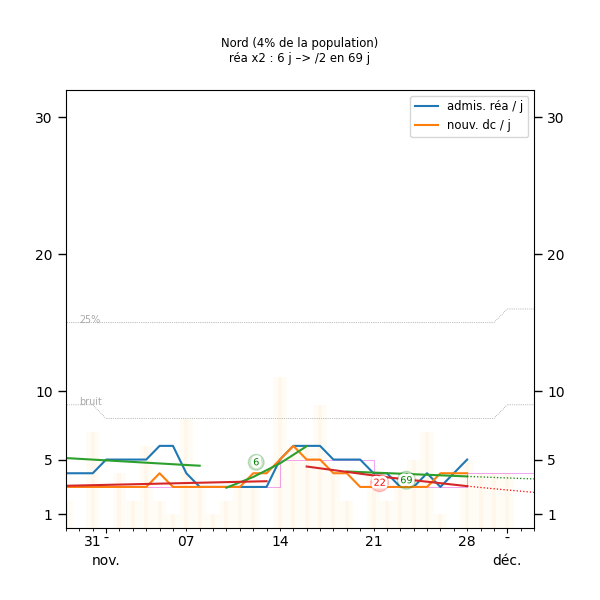 Nord (4% de la population)
réa x2 : 6 j –> /2 en 69 j
admis. réa / j
nouv. dc / j
30 30
20 20
25%
10 10
bruit
5 5
6
22 69
1 1
31 - 07 14 21 28 -
nov. déc.